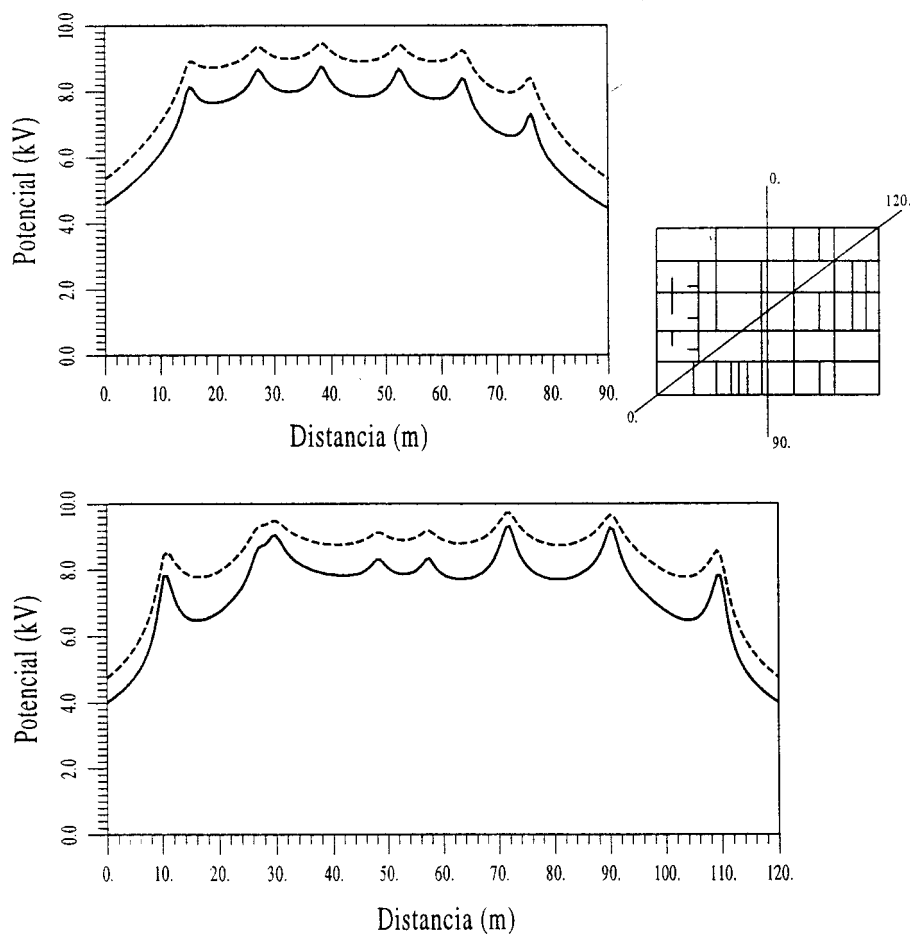 10.0
8.0
6.0
4.0
2.0
0.0
Potencial (kV)
0. 10. 20. 30. 40. 50. 60. 70. 80. 90.
Distancia (m)
0.
120.
0.
90.
10.0
8.0
6.0
4.0
2.0
0.0
Potencial (kV)
0. 10. 20. 30. 40. 50. 60. 70. 80. 90. 100. 110. 120.
Distancia (m)